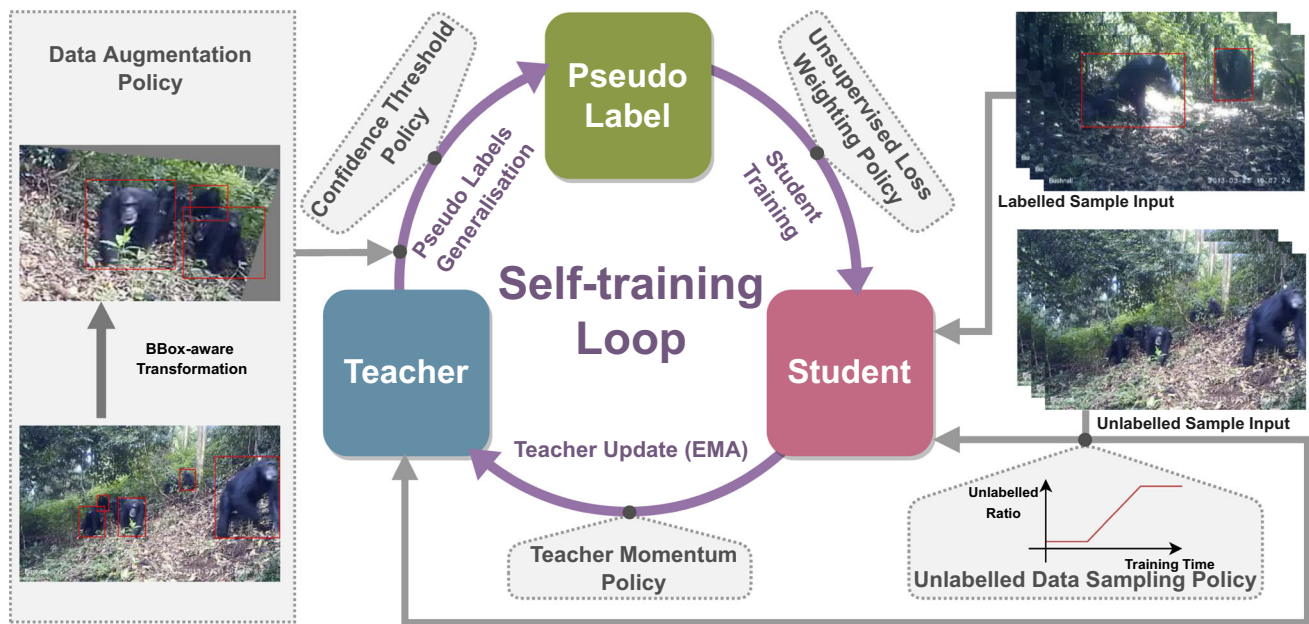 Data Augmentation
Policy
BBox-aware
Transformation
Confidence Threshold
Policy
Pseudo Labels
Generalisation
Pseudo
Label
Unsupervised Loss
Weighting Policy
Student
Training
Self-training
Loop
Teacher
Student
Teacher Update (EMA)
Teacher Momentum
Policy
Bushnell
Labelled Sample Input
Unlabelled Sample Input
Unlabelled
Ratio
Training Time
Unlabelled Data Sampling Policy